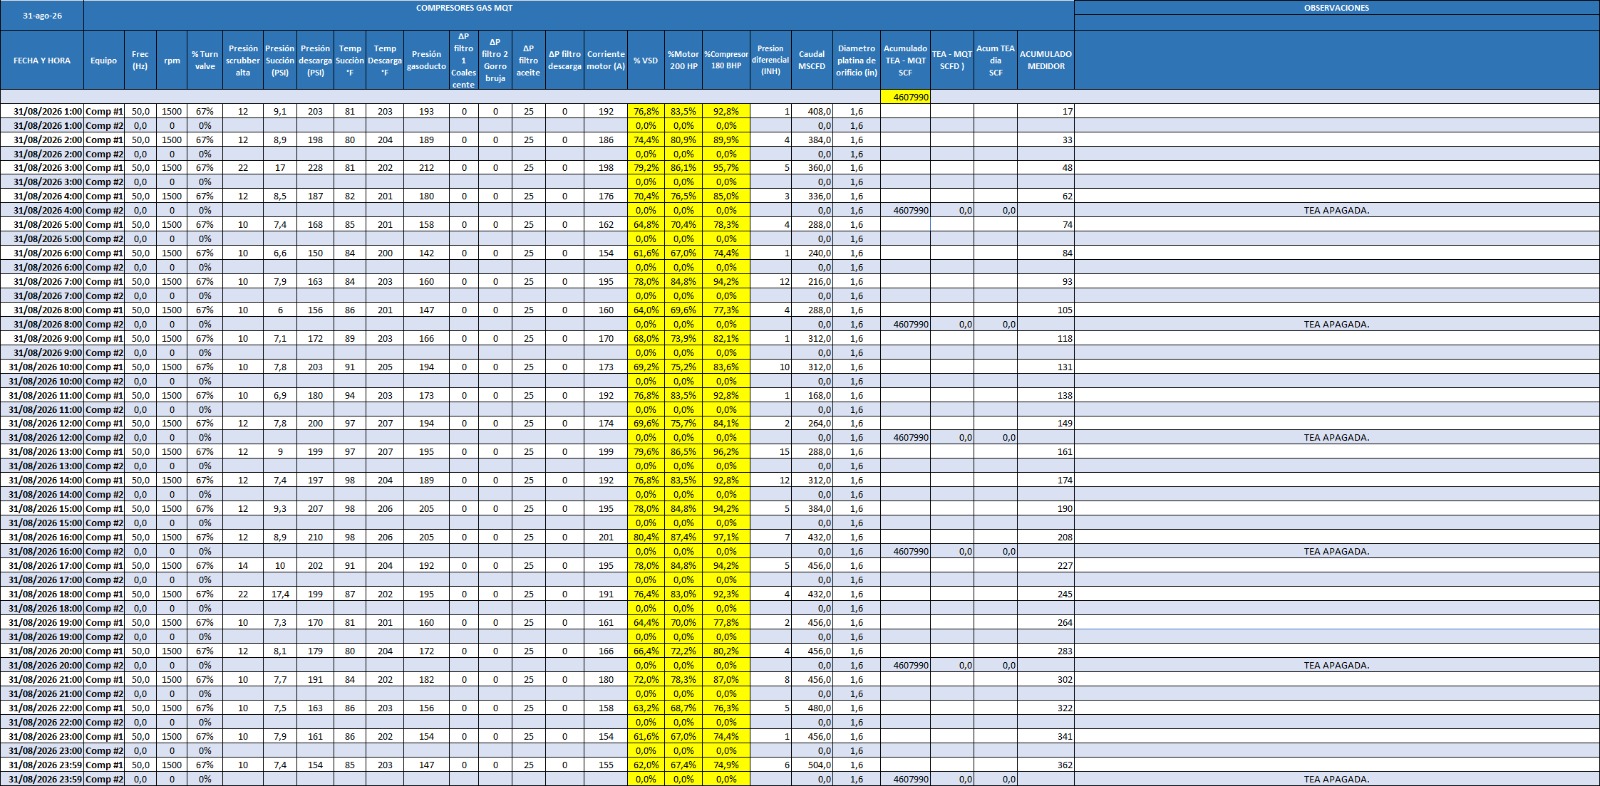 31-ago-26 COMPRESORES GAS MQT OBSERVACIONES
FECHA Y HORA Equipo Frec (Hz) rpm % Turn valve Presión scrubber alta Presión Succión (PSI) Presión descarga (PSI) Temp Succión °F Temp Descarga °F Presión gasoducto ΔP filtro 1 Coales cente ΔP filtro 2 Gorro bruja ΔP filtro aceite ΔP filtro descarga Corriente motor (A) % VSD %Motor 200 HP %Compresor 180 BHP Presion diferencial (INH) Caudal MSCFD Diametro platina de orificio (in) Acumulado TEA - MQT SCF TEA - MQT SCFD ) Acum TEA dia SCF ACUMULADO MEDIDOR
4607990
31/08/2026 1:00 Comp #1 50,0 1500 67% 12 9,1 203 81 203 193 0 0 25 0 192 76,8% 83,5% 92,8% 1 408,0 1,6 17
31/08/2026 1:00 Comp #2 0,0 0 0% 0,0% 0,0% 0,0% 0,0 1,6
31/08/2026 2:00 Comp #1 50,0 1500 67% 12 8,9 198 80 204 189 0 0 25 0 186 74,4% 80,9% 89,9% 4 384,0 1,6 33
31/08/2026 2:00 Comp #2 0,0 0 0% 0,0% 0,0% 0,0% 0,0 1,6
31/08/2026 3:00 Comp #1 50,0 1500 67% 22 17 228 81 202 212 0 0 25 0 198 79,2% 86,1% 95,7% 5 360,0 1,6 48
31/08/2026 3:00 Comp #2 0,0 0 0% 0,0% 0,0% 0,0% 0,0 1,6
31/08/2026 4:00 Comp #1 50,0 1500 67% 12 8,5 187 82 201 180 0 0 25 0 176 70,4% 76,5% 85,0% 3 336,0 1,6 62
31/08/2026 4:00 Comp #2 0,0 0 0% 0,0% 0,0% 0,0% 0,0 1,6 4607990 0,0 0,0 TEA APAGADA.
31/08/2026 5:00 Comp #1 50,0 1500 67% 10 7,4 168 85 201 158 0 0 25 0 162 64,8% 70,4% 78,3% 4 288,0 1,6 74
31/08/2026 5:00 Comp #2 0,0 0 0% 0,0% 0,0% 0,0% 0,0 1,6
31/08/2026 6:00 Comp #1 50,0 1500 67% 10 6,6 150 84 200 142 0 0 25 0 154 61,6% 67,0% 74,4% 1 240,0 1,6 84
31/08/2026 6:00 Comp #2 0,0 0 0% 0,0% 0,0% 0,0% 0,0 1,6
31/08/2026 7:00 Comp #1 50,0 1500 67% 10 7,9 163 84 203 160 0 0 25 0 195 78,0% 84,8% 94,2% 12 216,0 1,6 93
31/08/2026 7:00 Comp #2 0,0 0 0% 0,0% 0,0% 0,0% 0,0 1,6
31/08/2026 8:00 Comp #1 50,0 1500 67% 10 6 156 86 201 147 0 0 25 0 160 64,0% 69,6% 77,3% 4 288,0 1,6 105
31/08/2026 8:00 Comp #2 0,0 0 0% 0,0% 0,0% 0,0% 0,0 1,6 4607990 0,0 0,0 TEA APAGADA.
31/08/2026 9:00 Comp #1 50,0 1500 67% 10 7,1 172 89 203 166 0 0 25 0 170 68,0% 73,9% 82,1% 1 312,0 1,6 118
31/08/2026 9:00 Comp #2 0,0 0 0% 0,0% 0,0% 0,0% 0,0 1,6
31/08/2026 10:00 Comp #1 50,0 1500 67% 10 7,8 203 91 205 194 0 0 25 0 173 69,2% 75,2% 83,6% 10 312,0 1,6 131
31/08/2026 10:00 Comp #2 0,0 0 0% 0,0% 0,0% 0,0% 0,0 1,6
31/08/2026 11:00 Comp #1 50,0 1500 67% 10 6,9 180 94 203 173 0 0 25 0 192 76,8% 83,5% 92,8% 1 168,0 1,6 138
31/08/2026 11:00 Comp #2 0,0 0 0% 0,0% 0,0% 0,0% 0,0 1,6
31/08/2026 12:00 Comp #1 50,0 1500 67% 12 7,8 200 97 207 194 0 0 25 0 174 69,6% 75,7% 84,1% 2 264,0 1,6 149
31/08/2026 12:00 Comp #2 0,0 0 0% 0,0% 0,0% 0,0% 0,0 1,6 4607990 0,0 0,0 TEA APAGADA.
31/08/2026 13:00 Comp #1 50,0 1500 67% 12 9 199 97 207 195 0 0 25 0 199 79,6% 86,5% 96,2% 15 288,0 1,6 161
31/08/2026 13:00 Comp #2 0,0 0 0% 0,0% 0,0% 0,0% 0,0 1,6
31/08/2026 14:00 Comp #1 50,0 1500 67% 12 7,4 197 98 204 189 0 0 25 0 192 76,8% 83,5% 92,8% 12 312,0 1,6 174
31/08/2026 14:00 Comp #2 0,0 0 0% 0,0% 0,0% 0,0% 0,0 1,6
31/08/2026 15:00 Comp #1 50,0 1500 67% 12 9,3 207 98 206 205 0 0 25 0 195 78,0% 84,8% 94,2% 5 384,0 1,6 190
31/08/2026 15:00 Comp #2 0,0 0 0% 0,0% 0,0% 0,0% 0,0 1,6
31/08/2026 16:00 Comp #1 50,0 1500 67% 12 8,9 210 98 206 205 0 0 25 0 201 80,4% 87,4% 97,1% 7 432,0 1,6 208
31/08/2026 16:00 Comp #2 0,0 0 0% 0,0% 0,0% 0,0% 0,0 1,6 4607990 0,0 0,0 TEA APAGADA.
31/08/2026 17:00 Comp #1 50,0 1500 67% 14 10 202 91 204 192 0 0 25 0 195 78,0% 84,8% 94,2% 5 456,0 1,6 227
31/08/2026 17:00 Comp #2 0,0 0 0% 0,0% 0,0% 0,0% 0,0 1,6
31/08/2026 18:00 Comp #1 50,0 1500 67% 22 17,4 199 87 202 195 0 0 25 0 191 76,4% 83,0% 92,3% 4 432,0 1,6 245
31/08/2026 18:00 Comp #2 0,0 0 0% 0,0% 0,0% 0,0% 0,0 1,6
31/08/2026 19:00 Comp #1 50,0 1500 67% 10 7,3 170 81 201 160 0 0 25 0 161 64,4% 70,0% 77,8% 2 456,0 1,6 264
31/08/2026 19:00 Comp #2 0,0 0 0% 0,0% 0,0% 0,0% 0,0 1,6
31/08/2026 20:00 Comp #1 50,0 1500 67% 12 8,1 179 80 204 172 0 0 25 0 166 66,4% 72,2% 80,2% 4 456,0 1,6 283
31/08/2026 20:00 Comp #2 0,0 0 0% 0,0% 0,0% 0,0% 0,0 1,6 4607990 0,0 0,0 TEA APAGADA.
31/08/2026 21:00 Comp #1 50,0 1500 67% 10 7,7 191 84 202 182 0 0 25 0 180 72,0% 78,3% 87,0% 8 456,0 1,6 302
31/08/2026 21:00 Comp #2 0,0 0 0% 0,0% 0,0% 0,0% 0,0 1,6
31/08/2026 22:00 Comp #1 50,0 1500 67% 10 7,5 163 86 203 156 0 0 25 0 158 63,2% 68,7% 76,3% 5 480,0 1,6 322
31/08/2026 22:00 Comp #2 0,0 0 0% 0,0% 0,0% 0,0% 0,0 1,6
31/08/2026 23:00 Comp #1 50,0 1500 67% 10 7,9 161 86 202 154 0 0 25 0 154 61,6% 67,0% 74,4% 1 456,0 1,6 341
31/08/2026 23:00 Comp #2 0,0 0 0% 0,0% 0,0% 0,0% 0,0 1,6
31/08/2026 23:59 Comp #1 50,0 1500 67% 10 7,4 154 85 203 147 0 0 25 0 155 62,0% 67,4% 74,9% 6 504,0 1,6 362
31/08/2026 23:59 Comp #2 0,0 0 0% 0,0% 0,0% 0,0% 0,0 1,6 4607990 0,0 0,0 TEA APAGADA.